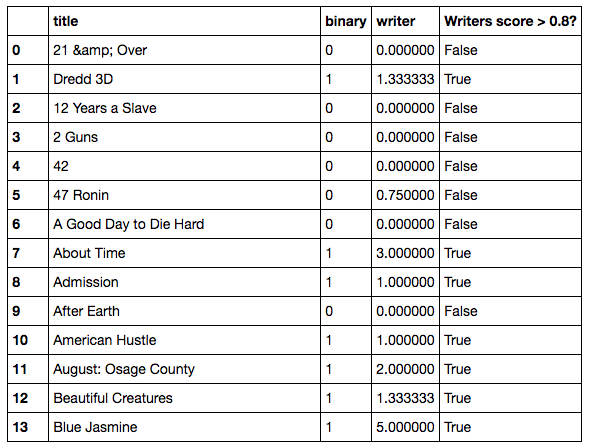 title binary writer Writers score > 0.8?
0 21 &amp; Over 0 0.000000 False
1 Dredd 3D 1 1.333333 True
2 12 Years a Slave 0 0.000000 False
3 2 Guns 0 0.000000 False
4 42 0 0.000000 False
5 47 Ronin 0 0.750000 False
6 A Good Day to Die Hard 0 0.000000 False
7 About Time 1 3.000000 True
8 Admission 1 1.000000 True
9 After Earth 0 0.000000 False
10 American Hustle 1 1.000000 True
11 August: Osage County 1 2.000000 True
12 Beautiful Creatures 1 1.333333 True
13 Blue Jasmine 1 5.000000 True